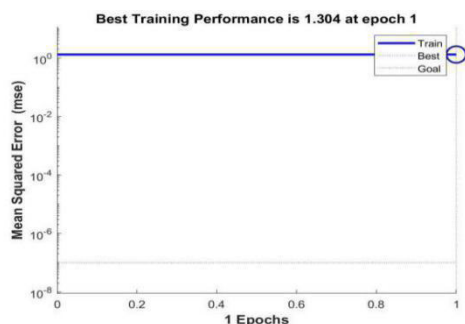 Best Training Performance is 1.304 at epoch 1
Mean Squared Error (mse)
10^0
10^-2
10^-4
10^-6
10^-8
Train
Best
Goal
0 0.2 0.4 0.6 0.8 1
1 Epochs